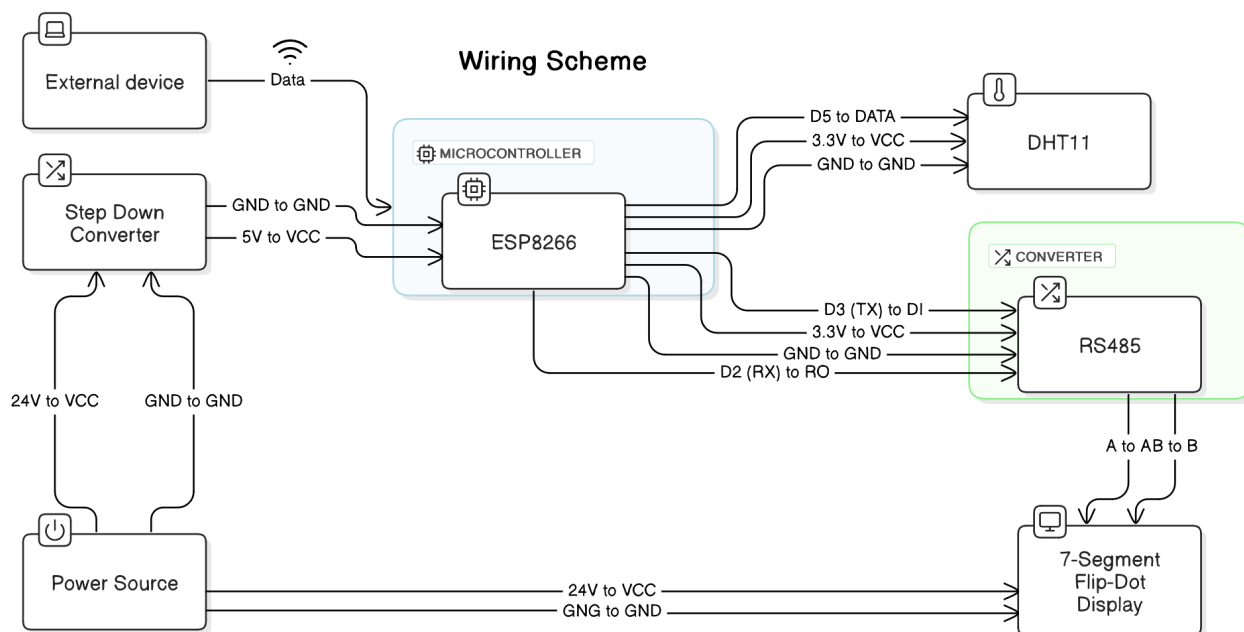 Wiring Scheme
External device
Data
MICROCONTROLLER
ESP8266
D5 to DATA
3.3V to VCC
GND to GND
DHT11
Step Down
Converter
GND to GND
5V to VCC
CONVERTER
RS485
D3 (TX) to DI
3.3V to VCC
GND to GND
D2 (RX) to RO
24V to VCC
GND to GND
A to A
B to B
Power Source
24V to VCC
GNG to GND
7-Segment
Flip-Dot
Display